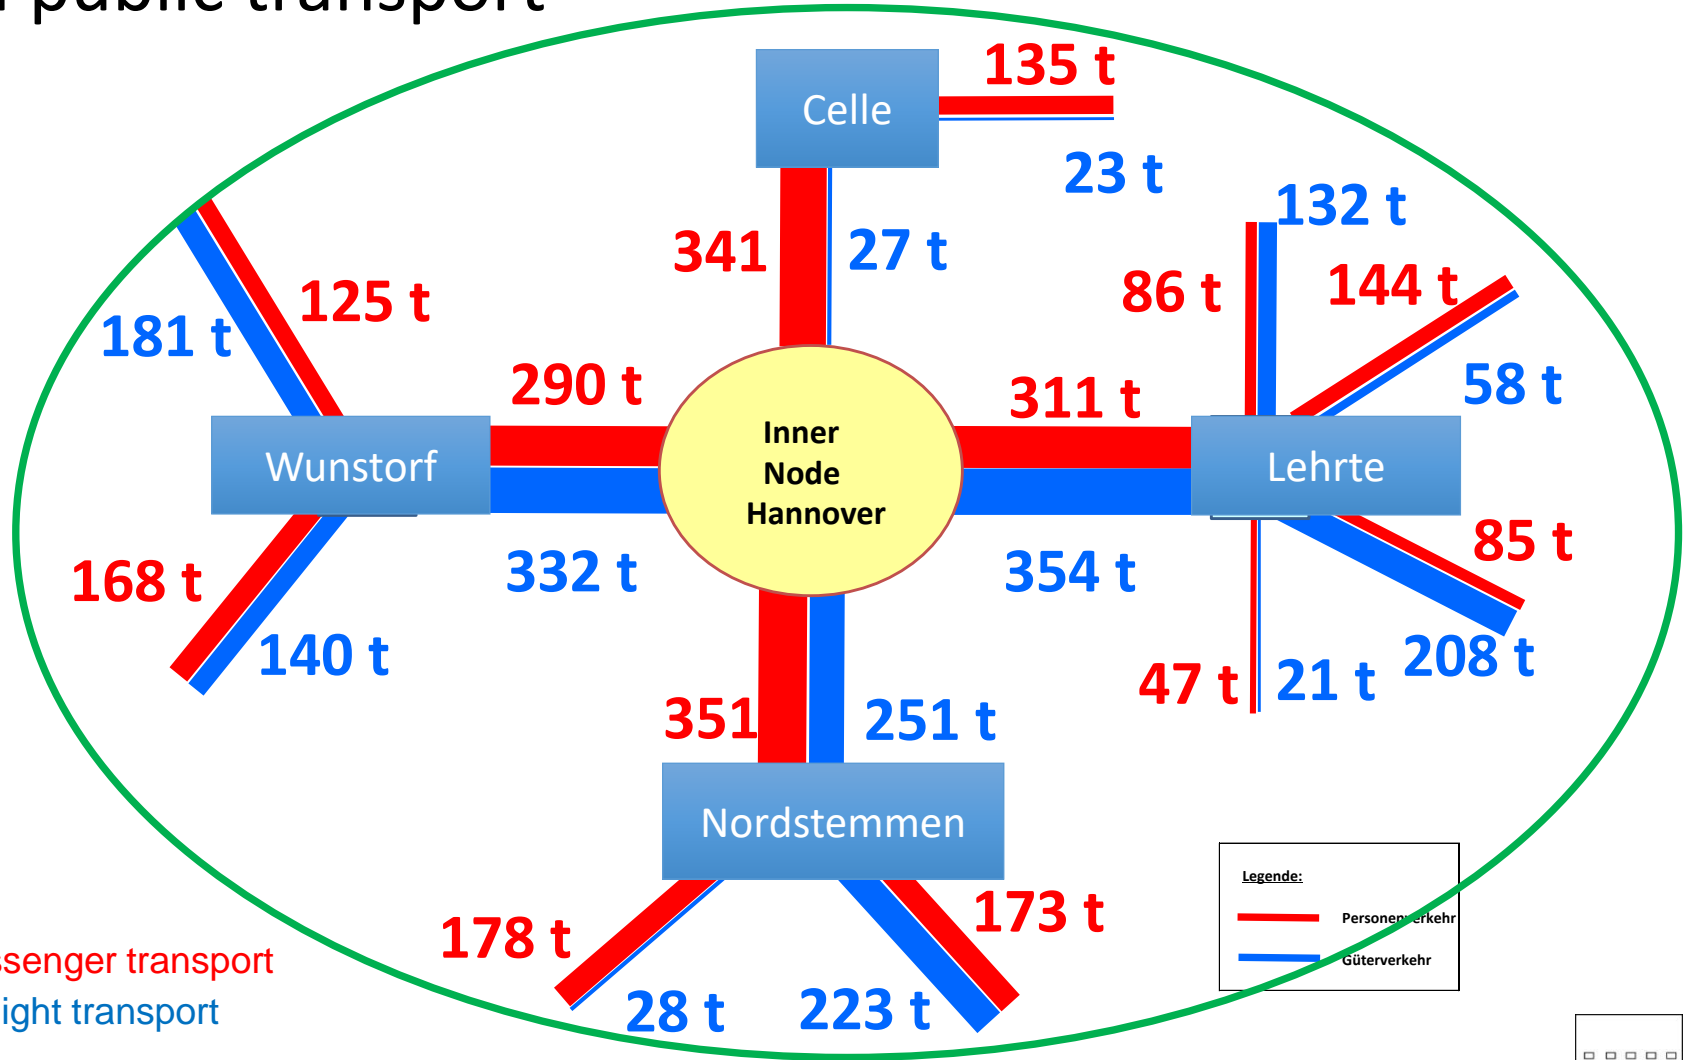 public transport
135 t
Celle
23 t
132 t
341
27 t
86 t
144 t
125 t
181 t
290 t
311 t
58 t
Inner
Node
Hannover
Wunstorf
Lehrte
332 t
354 t
85 t
168 t
140 t
208 t
47 t
21 t
351
251 t
Nordstemmen
Legende:
Personenverkehr
Güterverkehr
178 t
173 t
28 t
223 t
ssenger transport
ight transport